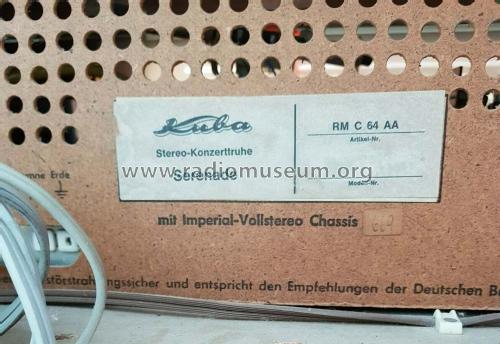 Kuba
Stereo-Konzerttruhe
Serenade
RM C 64 AA
Artikel-Nr.
Modell-Nr.
www.radiomuseum.org
Erde
mit Imperial-Vollstereo Chassis
störstrahlungssicher und entspricht den Empfehlungen der Deutschen